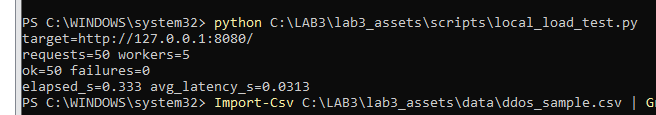 PS C:\WINDOWS\system32> python C:\LAB3\lab3_assets\scripts\local_load_test.py
target=http://127.0.0.1:8080/
requests=50 workers=5
ok=50 failures=0
elapsed_s=0.333 avg_latency_s=0.0313
PS C:\WINDOWS\system32> Import-Csv C:\LAB3\lab3_assets\data\ddos_sample.csv |